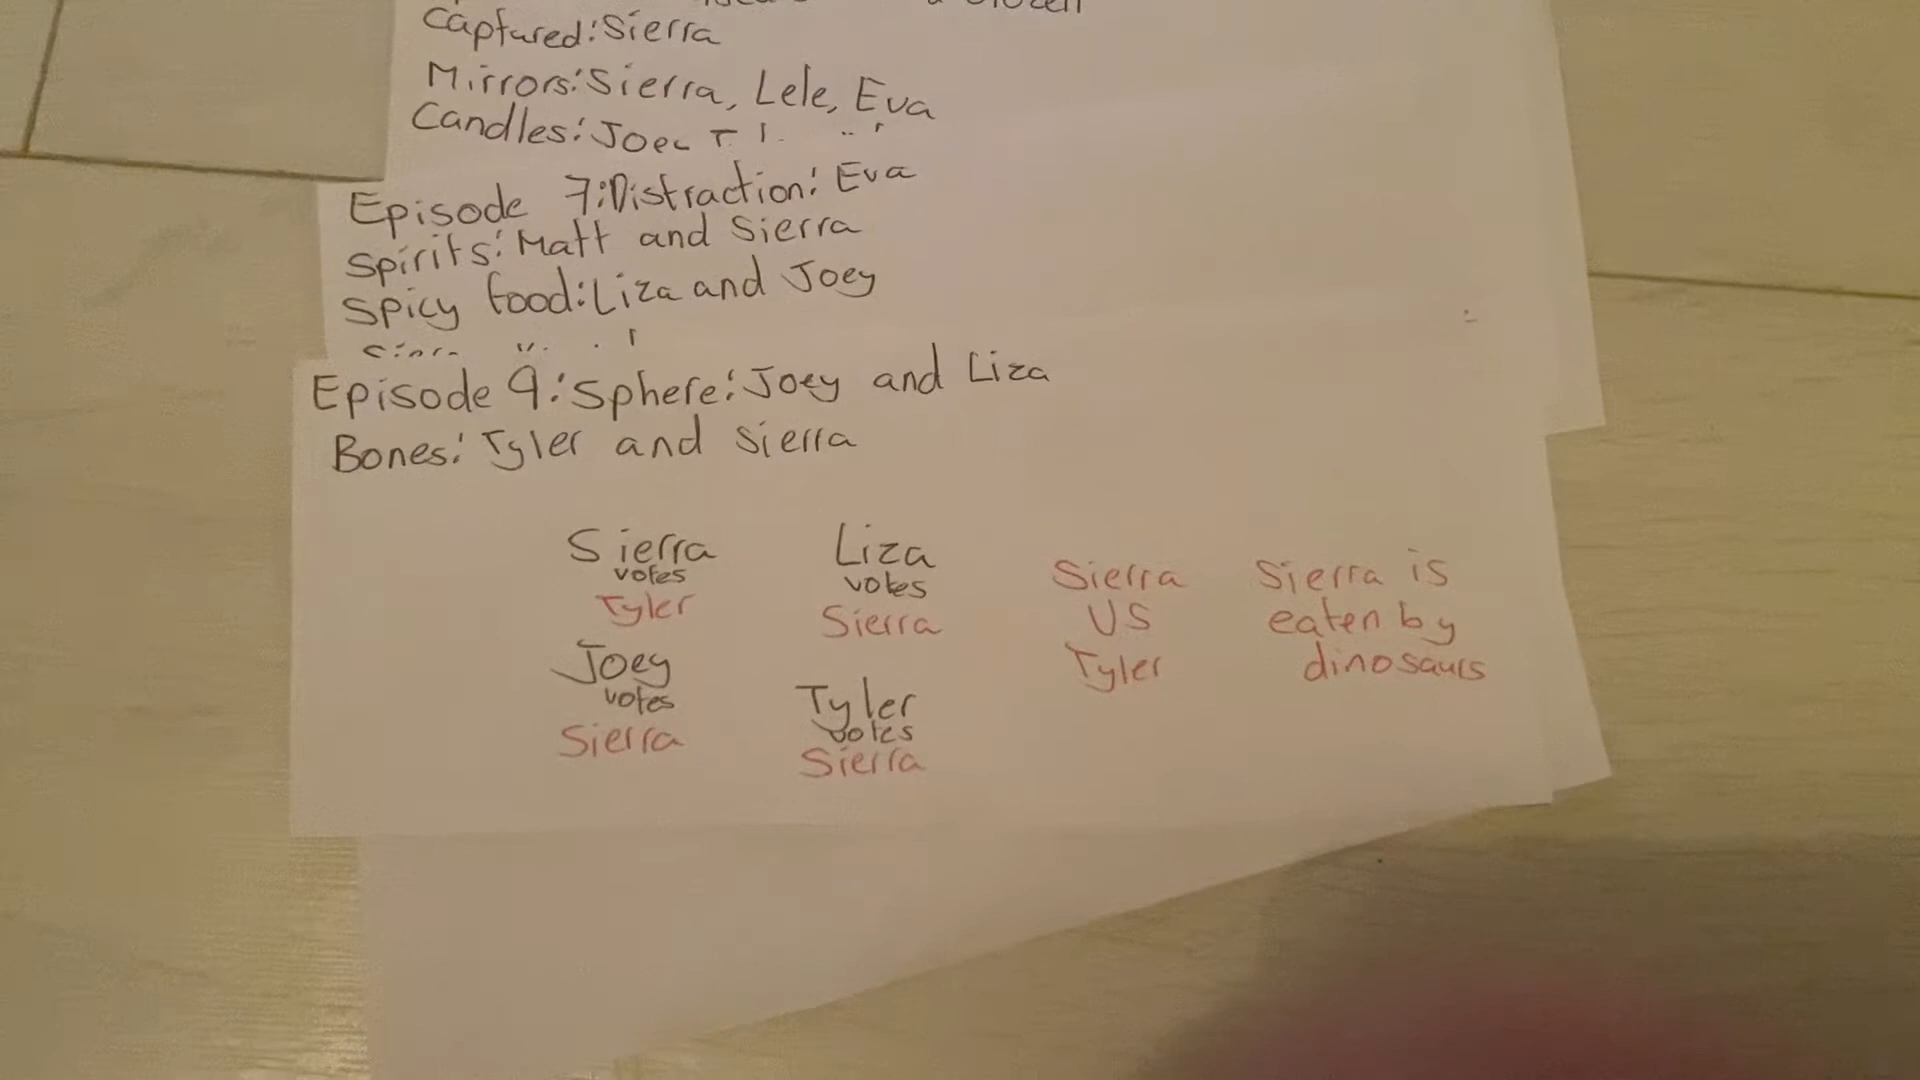 Captured:Sierra
Mirrors:Sierra, Lele, Eva
Candles:Joey
Episode 7:Distraction: Eva
Spirits:Matt and Sierra
Spicy food:Liza and Joey
Episode 9:Sphere:Joey and Liza
Bones:Tyler and Sierra
Sierra
votes
Tyler
Liza
votes
Sierra
Joey
votes
Sierra
Tyler
votes
Sierra
Sierra
VS
Tyler
Sierra is
eaten by
dinosaurs